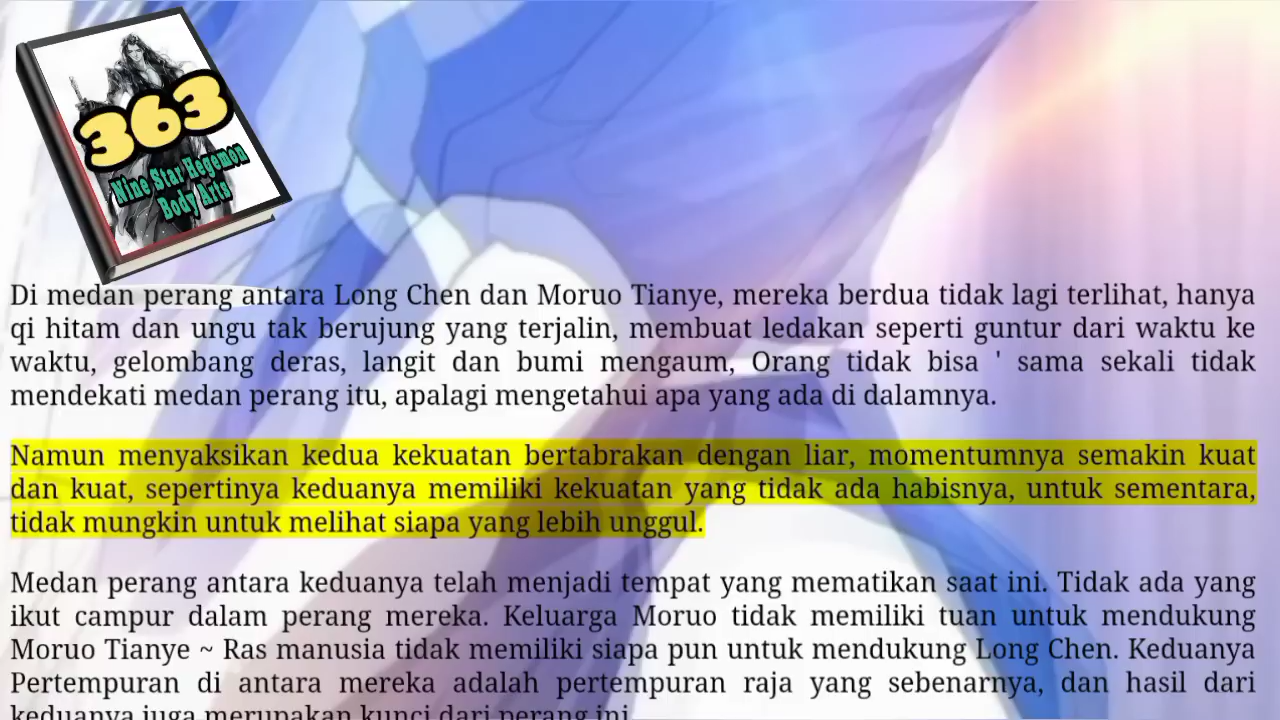 363
Nine Star Hegemon
Body Arts
Di medan perang antara Long Chen dan Moruo Tianye, mereka berdua tidak lagi terlihat, hanya
qi hitam dan ungu tak berujung yang terjalin, membuat ledakan seperti guntur dari waktu ke
waktu, gelombang deras, langit dan bumi mengaum, Orang tidak bisa ' sama sekali tidak
mendekati medan perang itu, apalagi mengetahui apa yang ada di dalamnya.
Namun menyaksikan kedua kekuatan bertabrakan dengan liar, momentumnya semakin kuat
dan kuat, sepertinya keduanya memiliki kekuatan yang tidak ada habisnya, untuk sementara,
tidak mungkin untuk melihat siapa yang lebih unggul.
Medan perang antara keduanya telah menjadi tempat yang mematikan saat ini. Tidak ada yang
ikut campur dalam perang mereka. Keluarga Moruo tidak memiliki tuan untuk mendukung
Moruo Tianye ~ Ras manusia tidak memiliki siapa pun untuk mendukung Long Chen. Keduanya
Pertempuran di antara mereka adalah pertempuran raja yang sebenarnya, dan hasil dari
keduanya juga merupakan kunci dari perang ini.